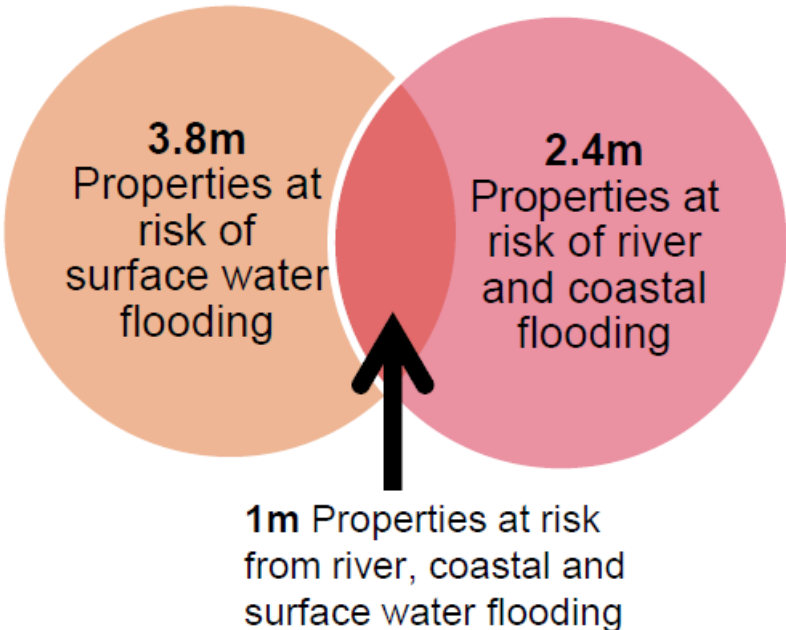 3.8m
Properties at
risk of
surface water
flooding
2.4m
Properties at
risk of river
and coastal
flooding
1m Properties at risk
from river, coastal and
surface water flooding